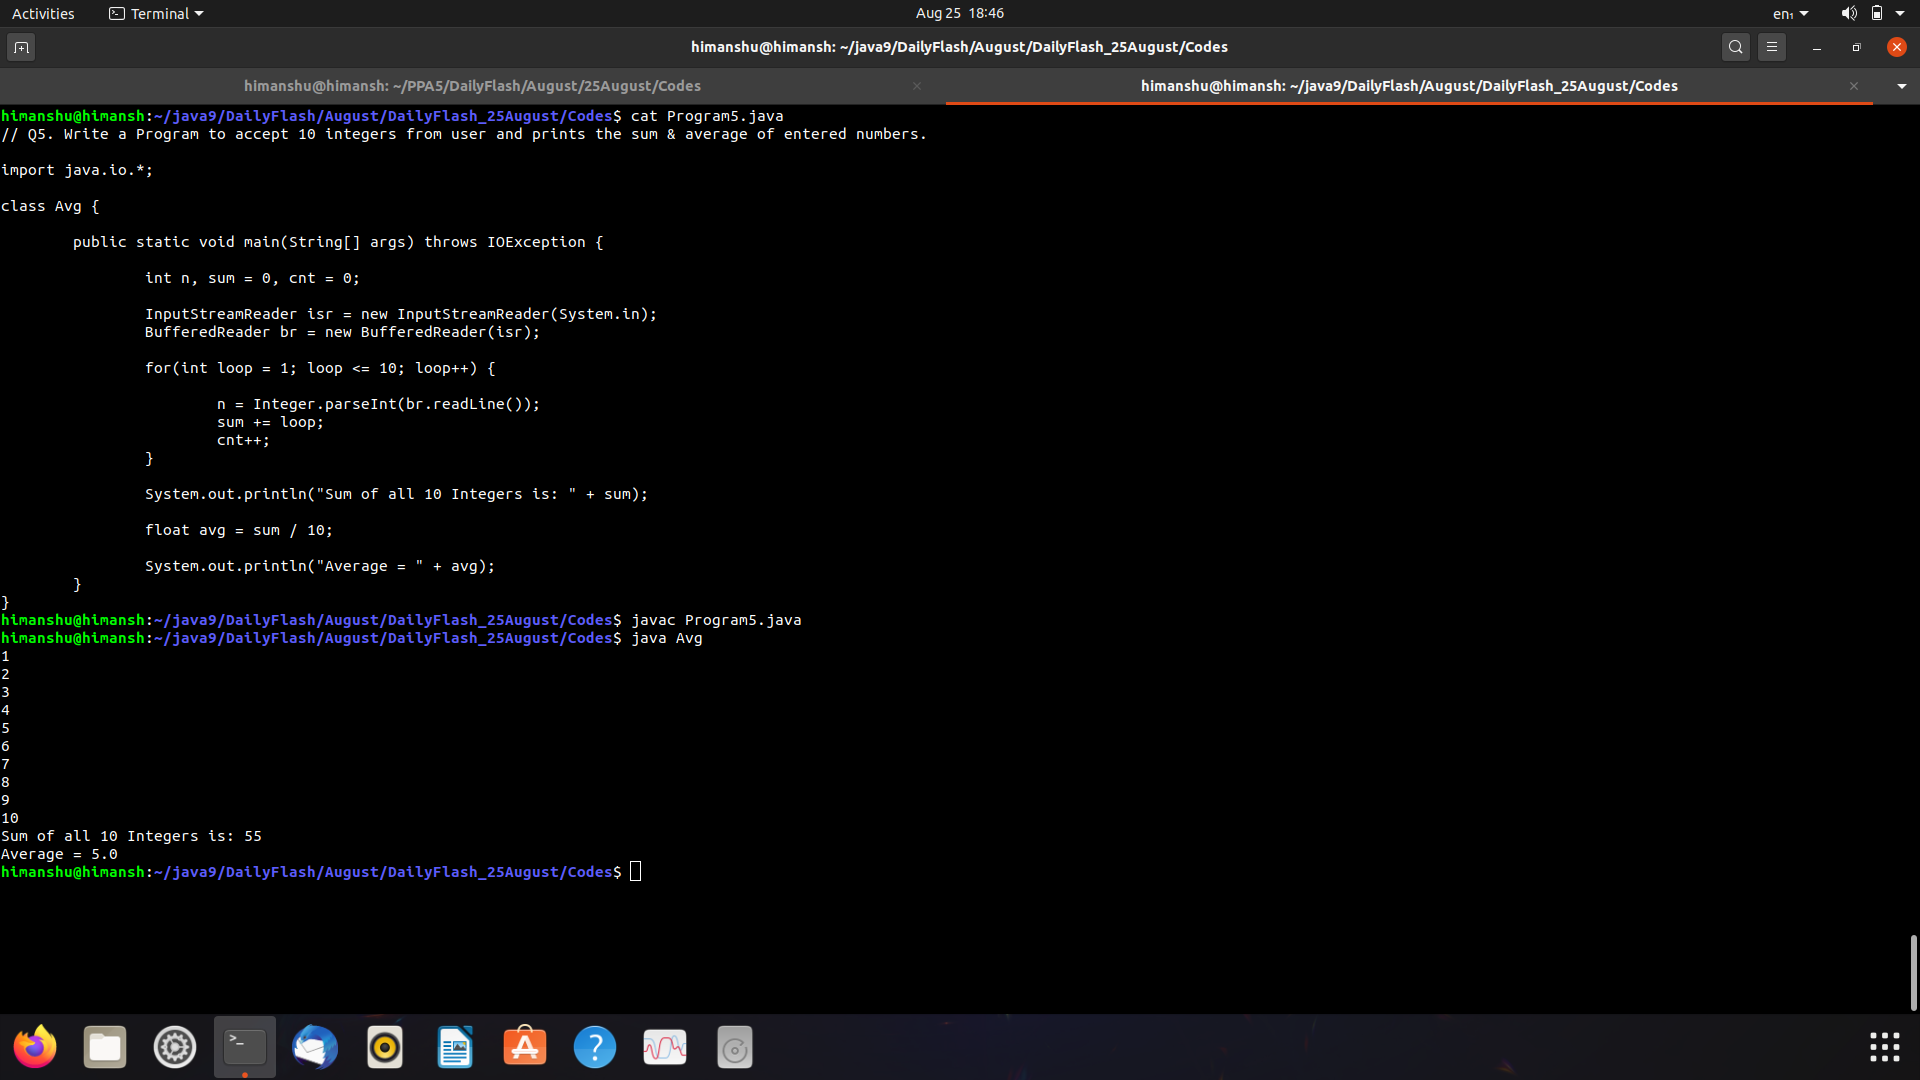 Activities
Terminal
Aug 25 18:46
en₁
himanshu@himansh: ~/java9/DailyFlash/August/DailyFlash_25August/Codes
himanshu@himansh: ~/PPA5/DailyFlash/August/25August/Codes
himanshu@himansh: ~/java9/DailyFlash/August/DailyFlash_25August/Codes
himanshu@himansh:~/java9/DailyFlash/August/DailyFlash_25August/Codes$ cat Program5.java
// Q5. Write a Program to accept 10 integers from user and prints the sum & average of entered numbers.
import java.io.*;
class Avg {
public static void main(String[] args) throws IOException {
int n, sum = 0, cnt = 0;
InputStreamReader isr = new InputStreamReader(System.in);
BufferedReader br = new BufferedReader(isr);
for(int loop = 1; loop <= 10; loop++) {
n = Integer.parseInt(br.readLine());
sum += loop;
cnt++;
}
System.out.println("Sum of all 10 Integers is: " + sum);
float avg = sum / 10;
System.out.println("Average = " + avg);
}
}
himanshu@himansh:~/java9/DailyFlash/August/DailyFlash_25August/Codes$ javac Program5.java
himanshu@himansh:~/java9/DailyFlash/August/DailyFlash_25August/Codes$ java Avg
1
2
3
4
5
6
7
8
9
10
Sum of all 10 Integers is: 55
Average = 5.0
himanshu@himansh:~/java9/DailyFlash/August/DailyFlash_25August/Codes$